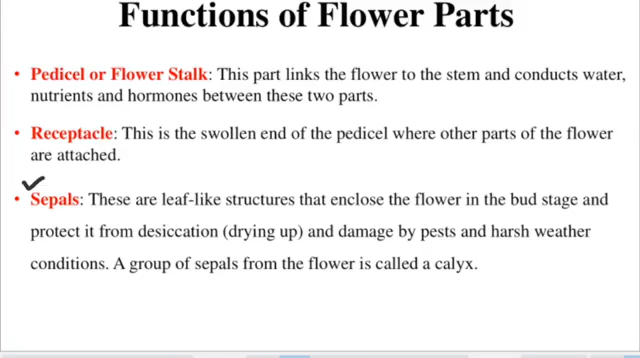 Functions of Flower Parts
• Pedicel or Flower Stalk: This part links the flower to the stem and conducts water,
nutrients and hormones between these two parts.
• Receptacle: This is the swollen end of the pedicel where other parts of the flower
are attached.
• Sepals: These are leaf-like structures that enclose the flower in the bud stage and
protect it from desiccation (drying up) and damage by pests and harsh weather
conditions. A group of sepals from the flower is called a calyx.